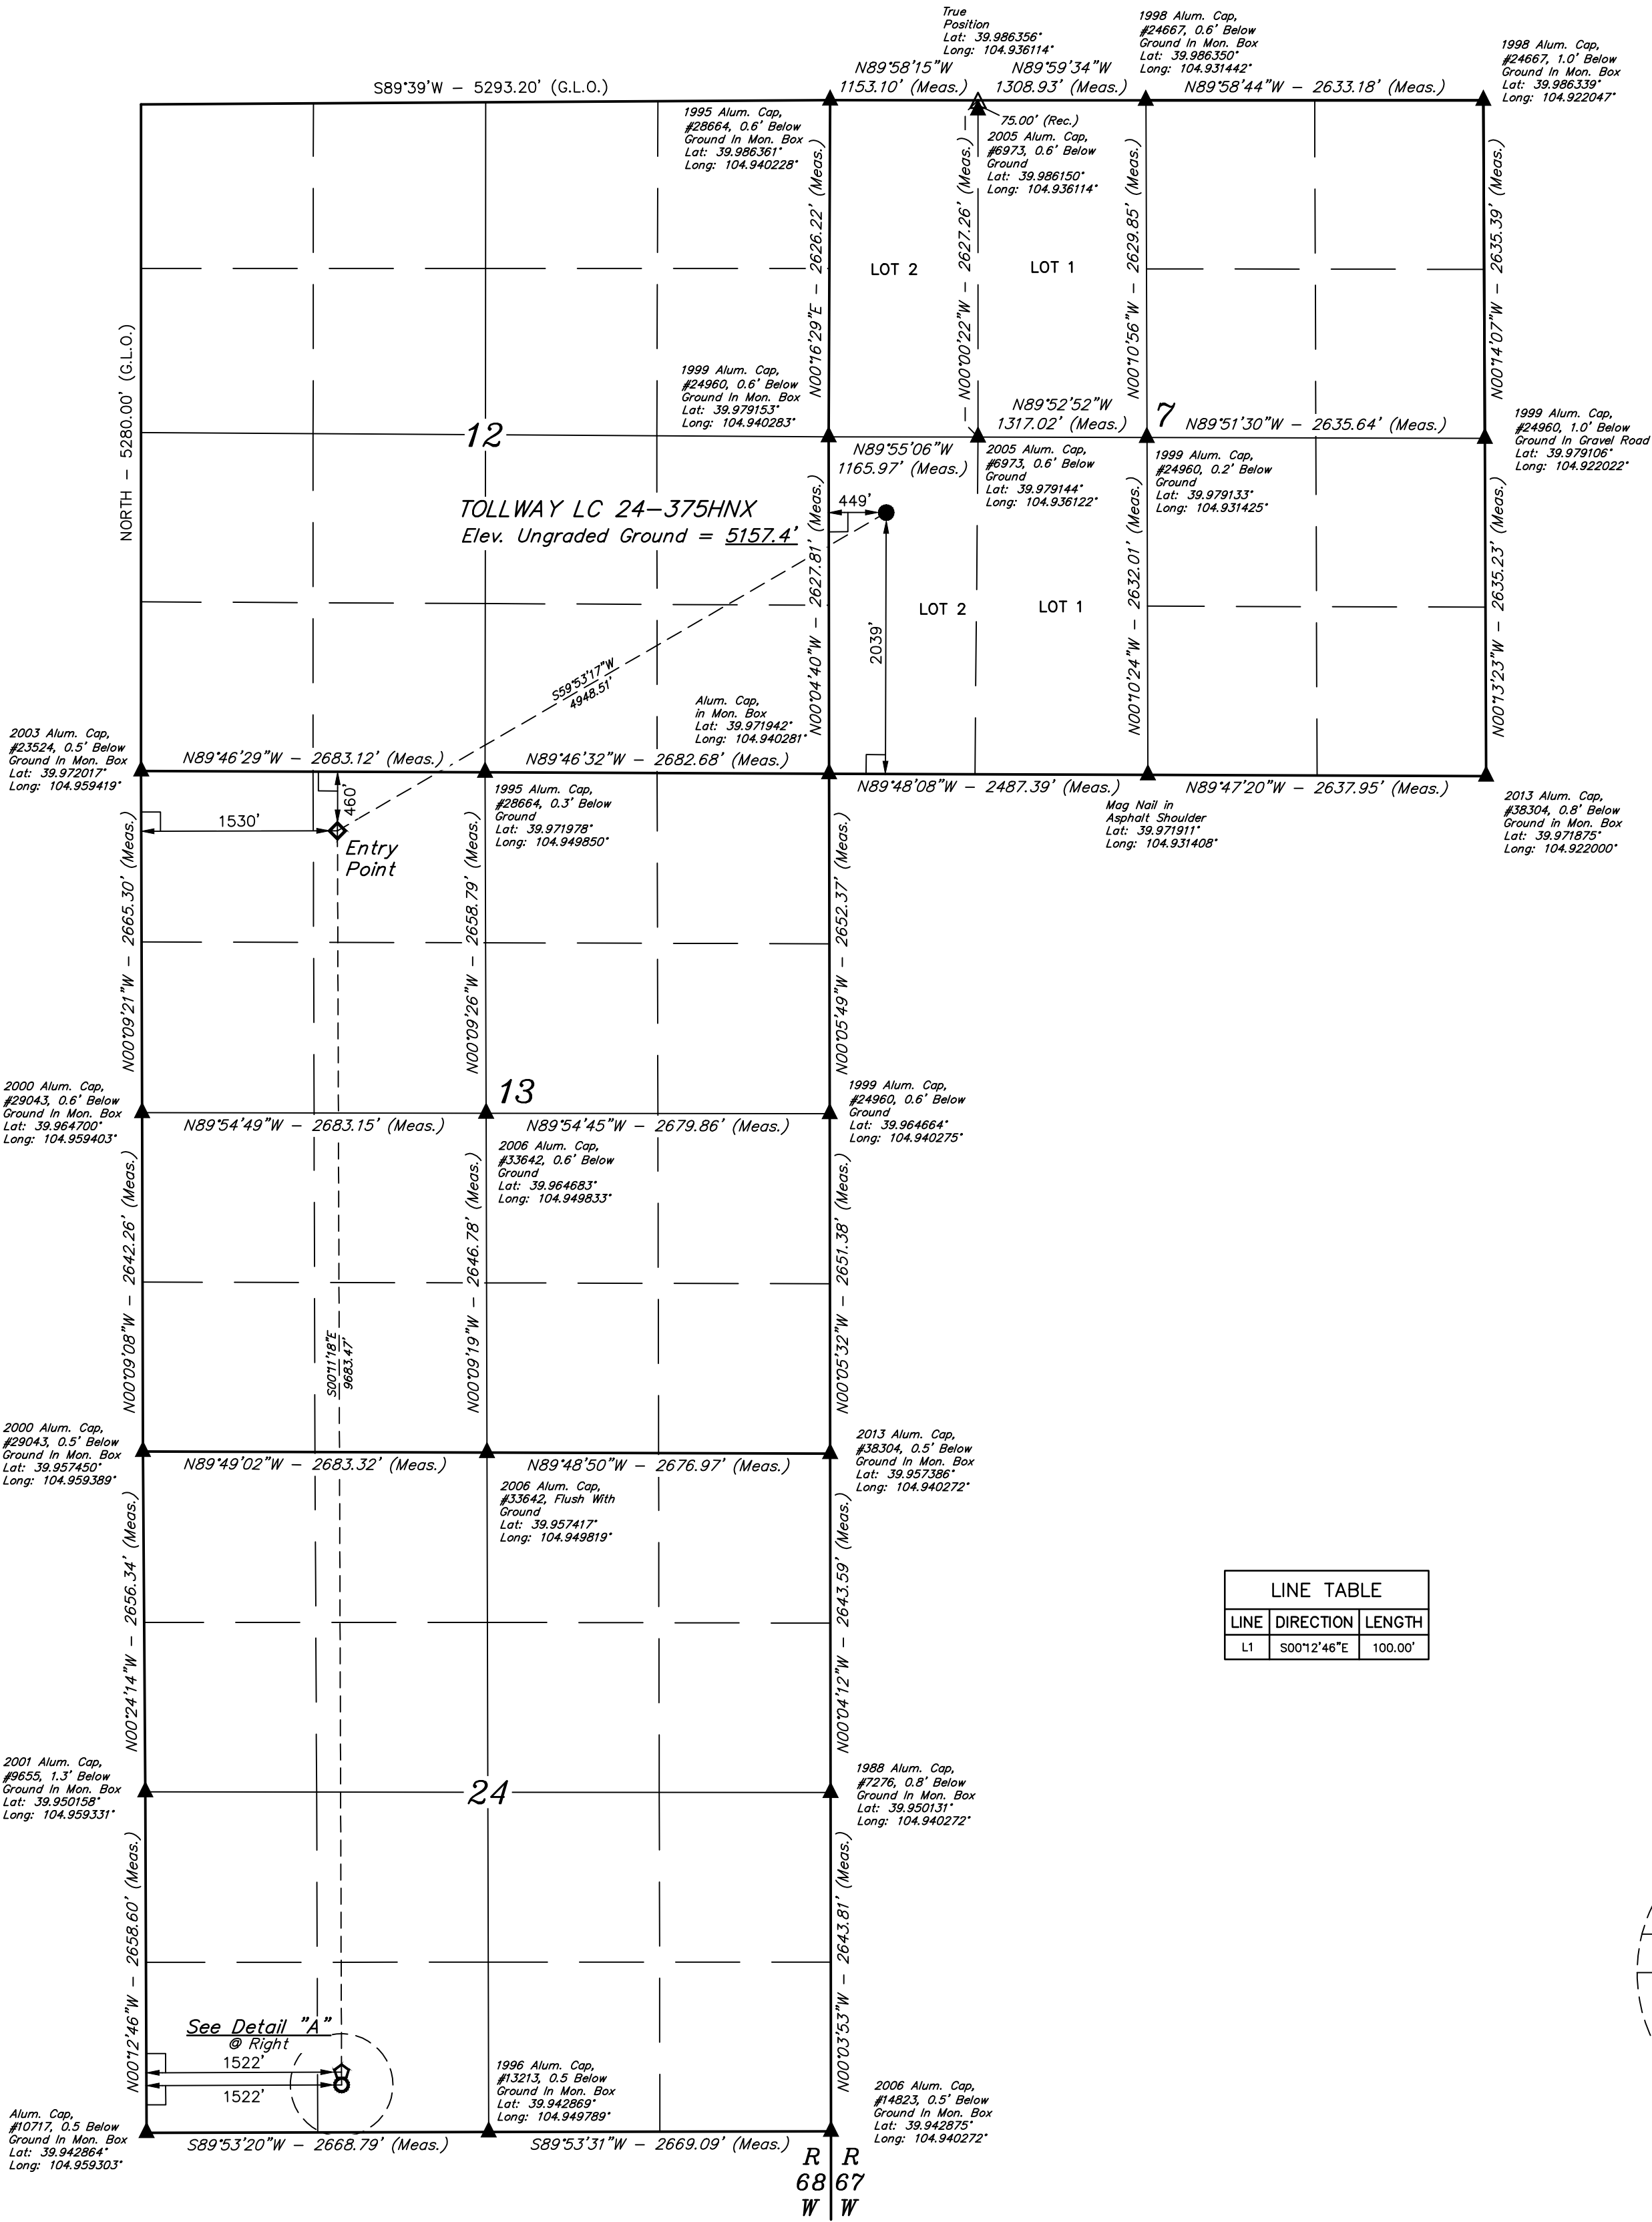 True
Position
Lat: 39.986356°
Long: 104.936114°
1998 Alum. Cap,
#24667, 0.6' Below
Ground In Mon. Box
Lat: 39.986350°
Long: 104.931442°
1998 Alum. Cap,
#24667, 1.0' Below
Ground In Mon. Box
Lat: 39.986339°
Long: 104.922047°
S89°39'W – 5293.20' (G.L.O.)
N89°58'15"W
1153.10' (Meas.)
N89°59'34"W
1308.93' (Meas.)
N89°58'44"W – 2633.18' (Meas.)
1995 Alum. Cap,
#28664, 0.6' Below
Ground In Mon. Box
Lat: 39.986361°
Long: 104.940228°
75.00' (Rec.)
2005 Alum. Cap,
#6973, 0.6' Below
Ground
Lat: 39.986150°
Long: 104.936114°
NORTH – 5280.00' (G.L.O.)
N00°16'29"E – 2626.22' (Meas.)
N00°00'22"W – 2627.26' (Meas.)
N00°10'56"W – 2629.85' (Meas.)
N00°14'07"W – 2635.39' (Meas.)
LOT 2
LOT 1
1999 Alum. Cap,
#24960, 0.6' Below
Ground In Mon. Box
Lat: 39.979153°
Long: 104.940283°
12
7
N89°52'52"W
1317.02' (Meas.)
N89°51'30"W – 2635.64' (Meas.)
1999 Alum. Cap,
#24960, 1.0' Below
Ground In Gravel Road
Lat: 39.979106°
Long: 104.922022°
N89°55'06"W
1165.97' (Meas.)
2005 Alum. Cap,
#6973, 0.6' Below
Ground
Lat: 39.979144°
Long: 104.936122°
1999 Alum. Cap,
#24960, 0.2' Below
Ground
Lat: 39.979133°
Long: 104.931425°
TOLLWAY LC 24-375HNX
Elev. Ungraded Ground = 5157.4'
449'
2039'
N00°04'40"W – 2627.81' (Meas.)
N00°10'24"W – 2632.01' (Meas.)
N00°13'23"W – 2635.23' (Meas.)
LOT 2
LOT 1
S59°53'17"W
4948.51'
Alum. Cap,
in Mon. Box
Lat: 39.971942°
Long: 104.940281°
2003 Alum. Cap,
#23524, 0.5' Below
Ground In Mon. Box
Lat: 39.972017°
Long: 104.959419°
N89°46'29"W – 2683.12' (Meas.)
N89°46'32"W – 2682.68' (Meas.)
N89°48'08"W – 2487.39' (Meas.)
N89°47'20"W – 2637.95' (Meas.)
460'
1530'
Entry
Point
1995 Alum. Cap,
#28664, 0.3' Below
Ground
Lat: 39.971978°
Long: 104.949850°
Mag Nail in
Asphalt Shoulder
Lat: 39.971911°
Long: 104.931408°
2013 Alum. Cap,
#38304, 0.8' Below
Ground in Mon. Box
Lat: 39.971875°
Long: 104.922000°
N00°09'21"W – 2665.30' (Meas.)
N00°09'26"W – 2658.79' (Meas.)
N00°05'49"W – 2652.37' (Meas.)
2000 Alum. Cap,
#29043, 0.6' Below
Ground In Mon. Box
Lat: 39.964700°
Long: 104.959403°
13
1999 Alum. Cap,
#24960, 0.6' Below
Ground
Lat: 39.964664°
Long: 104.940275°
N89°54'49"W – 2683.15' (Meas.)
N89°54'45"W – 2679.86' (Meas.)
2006 Alum. Cap,
#33642, 0.6' Below
Ground
Lat: 39.964683°
Long: 104.949833°
N00°09'08"W – 2642.26' (Meas.)
S00°11'18"E
9683.47'
N00°09'19"W – 2646.78' (Meas.)
N00°05'32"W – 2651.38' (Meas.)
2000 Alum. Cap,
#29043, 0.5' Below
Ground In Mon. Box
Lat: 39.957450°
Long: 104.959389°
N89°49'02"W – 2683.32' (Meas.)
N89°48'50"W – 2676.97' (Meas.)
2013 Alum. Cap,
#38304, 0.5' Below
Ground In Mon. Box
Lat: 39.957386°
Long: 104.940272°
2006 Alum. Cap,
#33642, Flush With
Ground
Lat: 39.957417°
Long: 104.949819°
N00°24'14"W – 2656.34' (Meas.)
N00°04'12"W – 2643.59' (Meas.)
LINE TABLE
LINE DIRECTION LENGTH
L1 S00°12'46"E 100.00'
2001 Alum. Cap,
#9655, 1.3' Below
Ground In Mon. Box
Lat: 39.950158°
Long: 104.959331°
24
1988 Alum. Cap,
#7276, 0.8' Below
Ground In Mon. Box
Lat: 39.950131°
Long: 104.940272°
N00°12'46"W – 2658.60' (Meas.)
N00°03'53"W – 2643.81' (Meas.)
See Detail "A"
@ Right
1522'
1522'
1996 Alum. Cap,
#13213, 0.5 Below
Ground In Mon. Box
Lat: 39.942869°
Long: 104.949789°
2006 Alum. Cap,
#14823, 0.5' Below
Ground In Mon. Box
Lat: 39.942875°
Long: 104.940272°
Alum. Cap,
#10717, 0.5 Below
Ground In Mon. Box
Lat: 39.942864°
Long: 104.959303°
S89°53'20"W – 2668.79' (Meas.)
S89°53'31"W – 2669.09' (Meas.)
R R
68 67
W W